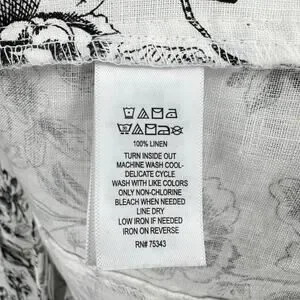 100% LINEN
TURN INSIDE OUT
MACHINE WASH COOL-
DELICATE CYCLE
WASH WITH LIKE COLORS
ONLY NON-CHLORINE
BLEACH WHEN NEEDED
LINE DRY
LOW IRON IF NEEDED
IRON ON REVERSE
RN# 75343